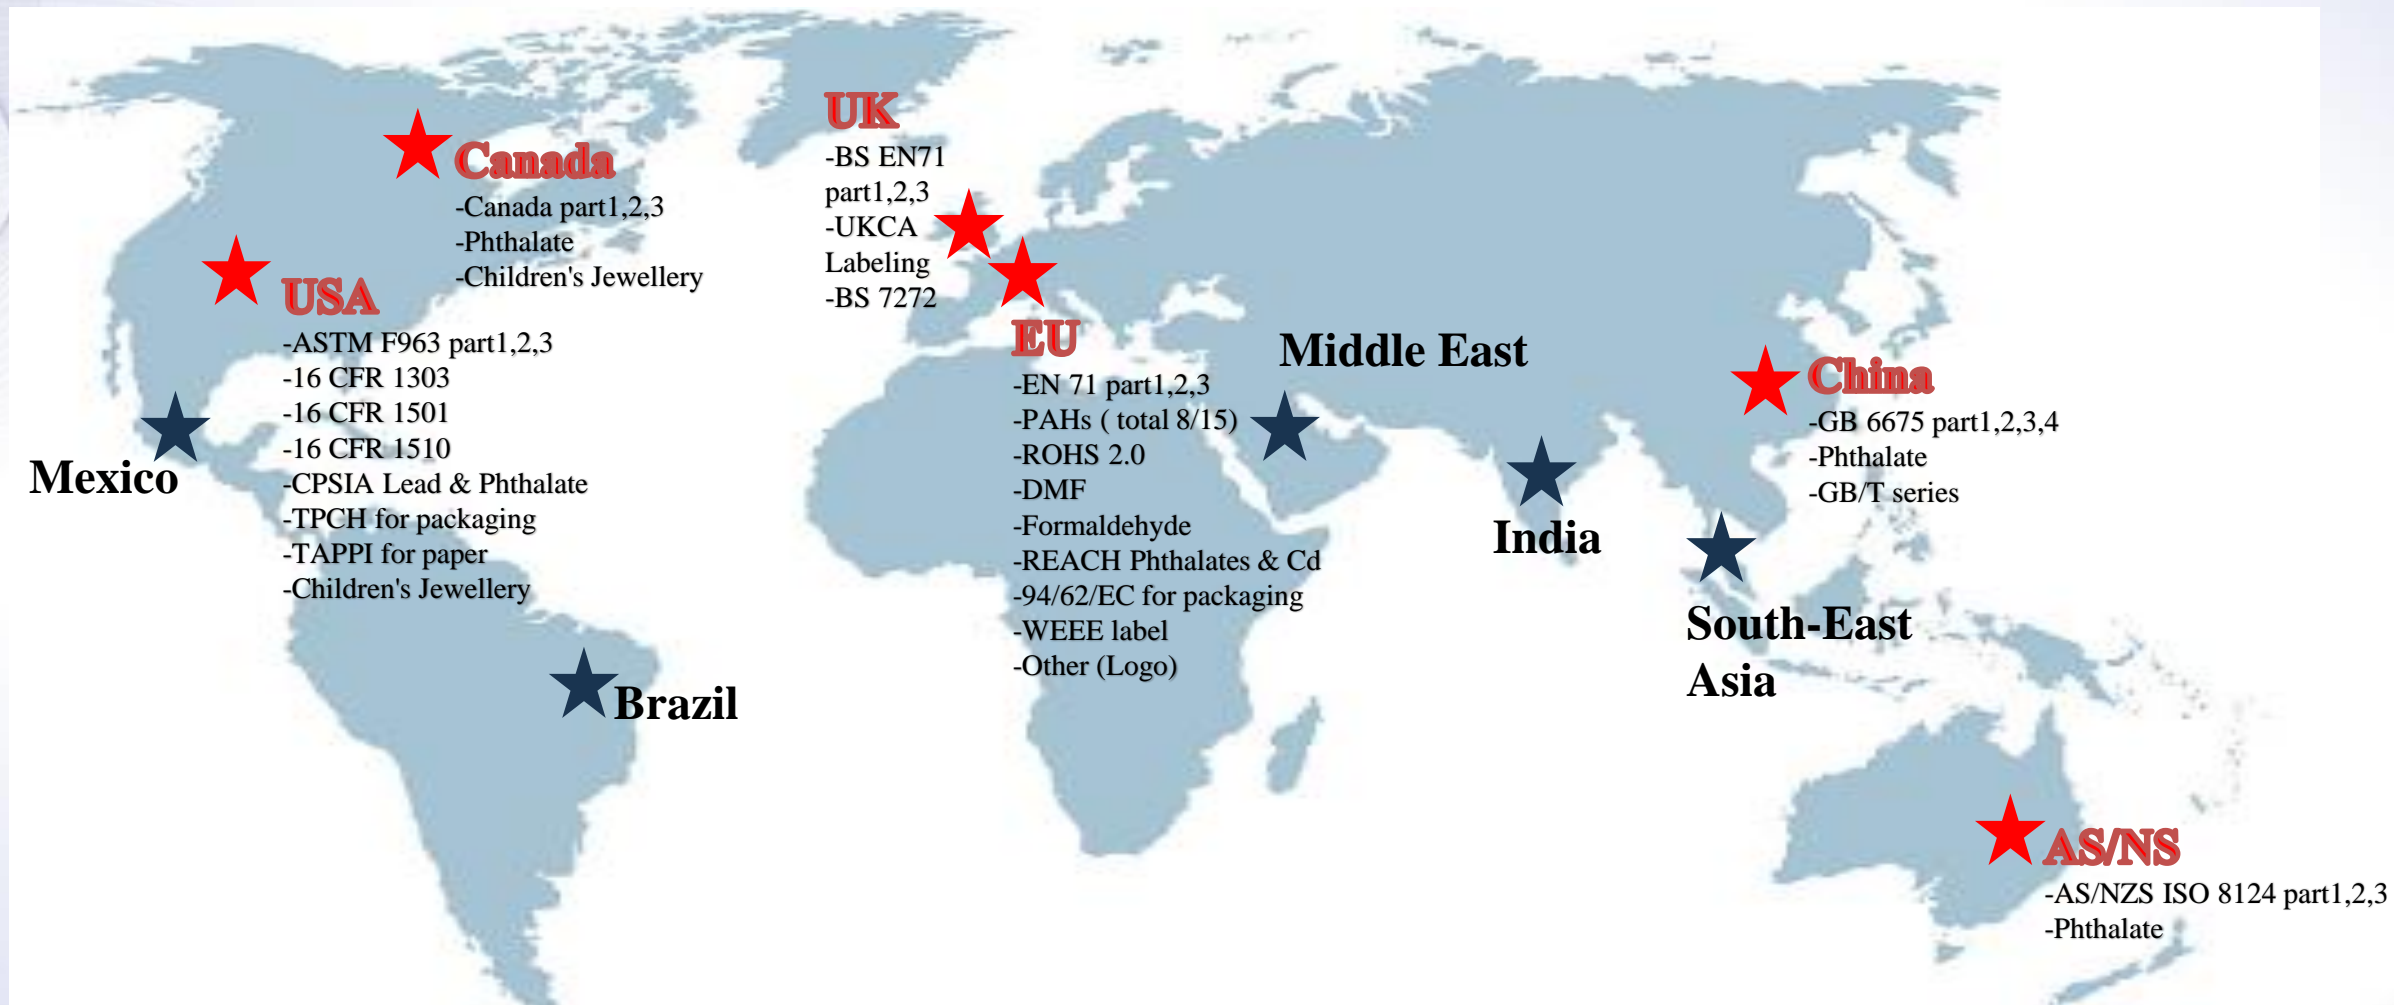 Canada
-Canada part1,2,3
-Phthalate
-Children's Jewellery
USA
-ASTM F963 part1,2,3
-16 CFR 1303
-16 CFR 1501
-16 CFR 1510
-CPSIA Lead & Phthalate
-TPCH for packaging
-TAPPI for paper
-Children's Jewellery
Mexico
Brazil
UK
-BS EN71
part1,2,3
-UKCA
Labeling
-BS 7272
EU
-EN 71 part1,2,3
-PAHs ( total 8/15)
-ROHS 2.0
-DMF
-Formaldehyde
-REACH Phthalates & Cd
-94/62/EC for packaging
-WEEE label
-Other (Logo)
Middle East
India
China
-GB 6675 part1,2,3,4
-Phthalate
-GB/T series
South-East
Asia
AS/NS
-AS/NZS ISO 8124 part1,2,3
-Phthalate